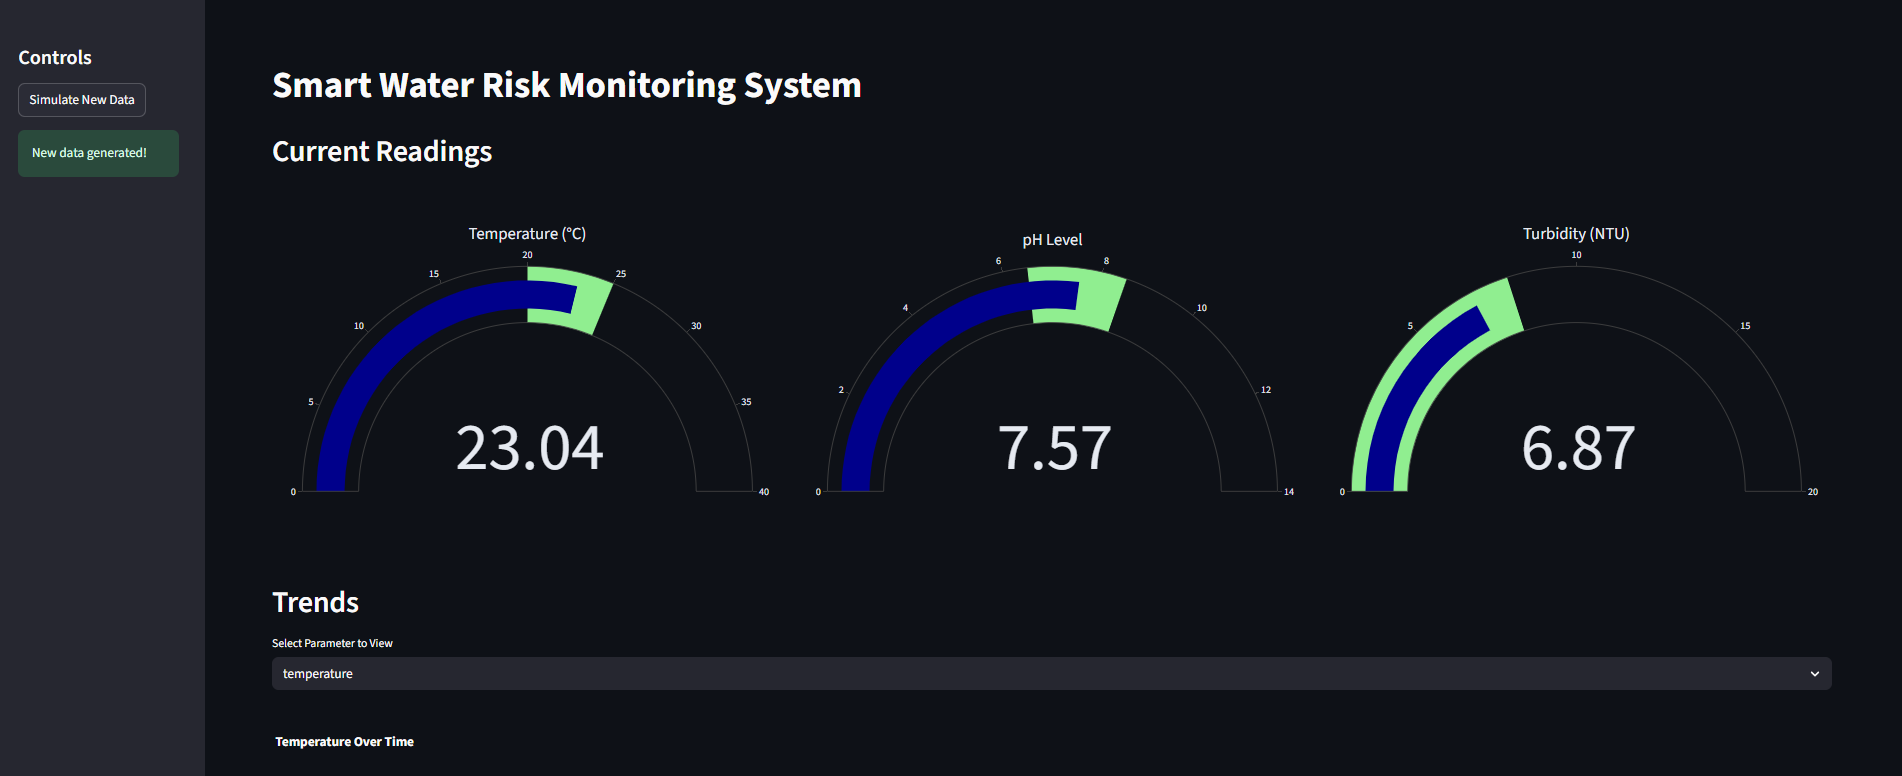 Controls
Simulate New Data
New data generated!
Smart Water Risk Monitoring System
Current Readings
Temperature (°C)
0
5
10
15
20
25
30
35
40
23.04
pH Level
0
2
4
6
8
10
12
14
7.57
Turbidity (NTU)
0
5
10
15
20
6.87
Trends
Select Parameter to View
temperature
Temperature Over Time